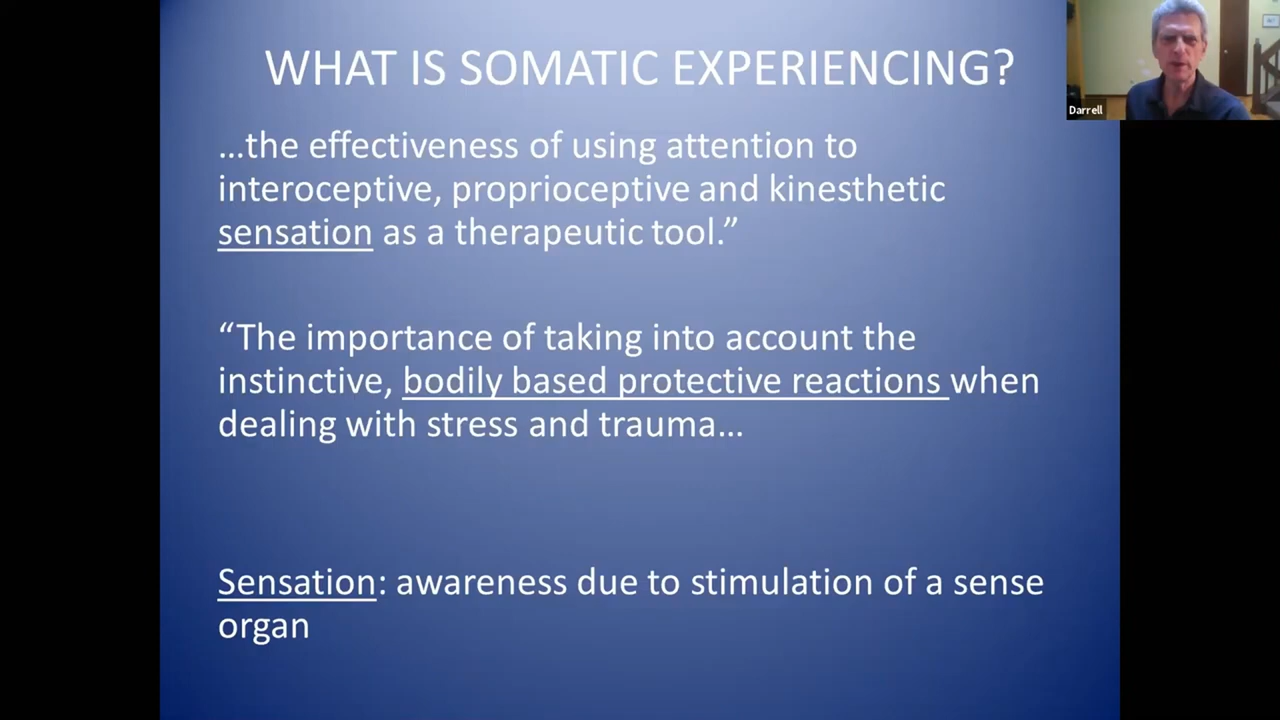 WHAT IS SOMATIC EXPERIENCING?
Darrell
…the effectiveness of using attention to
interoceptive, proprioceptive and kinesthetic
sensation as a therapeutic tool.”
“The importance of taking into account the
instinctive, bodily based protective reactions when
dealing with stress and trauma…
Sensation: awareness due to stimulation of a sense
organ